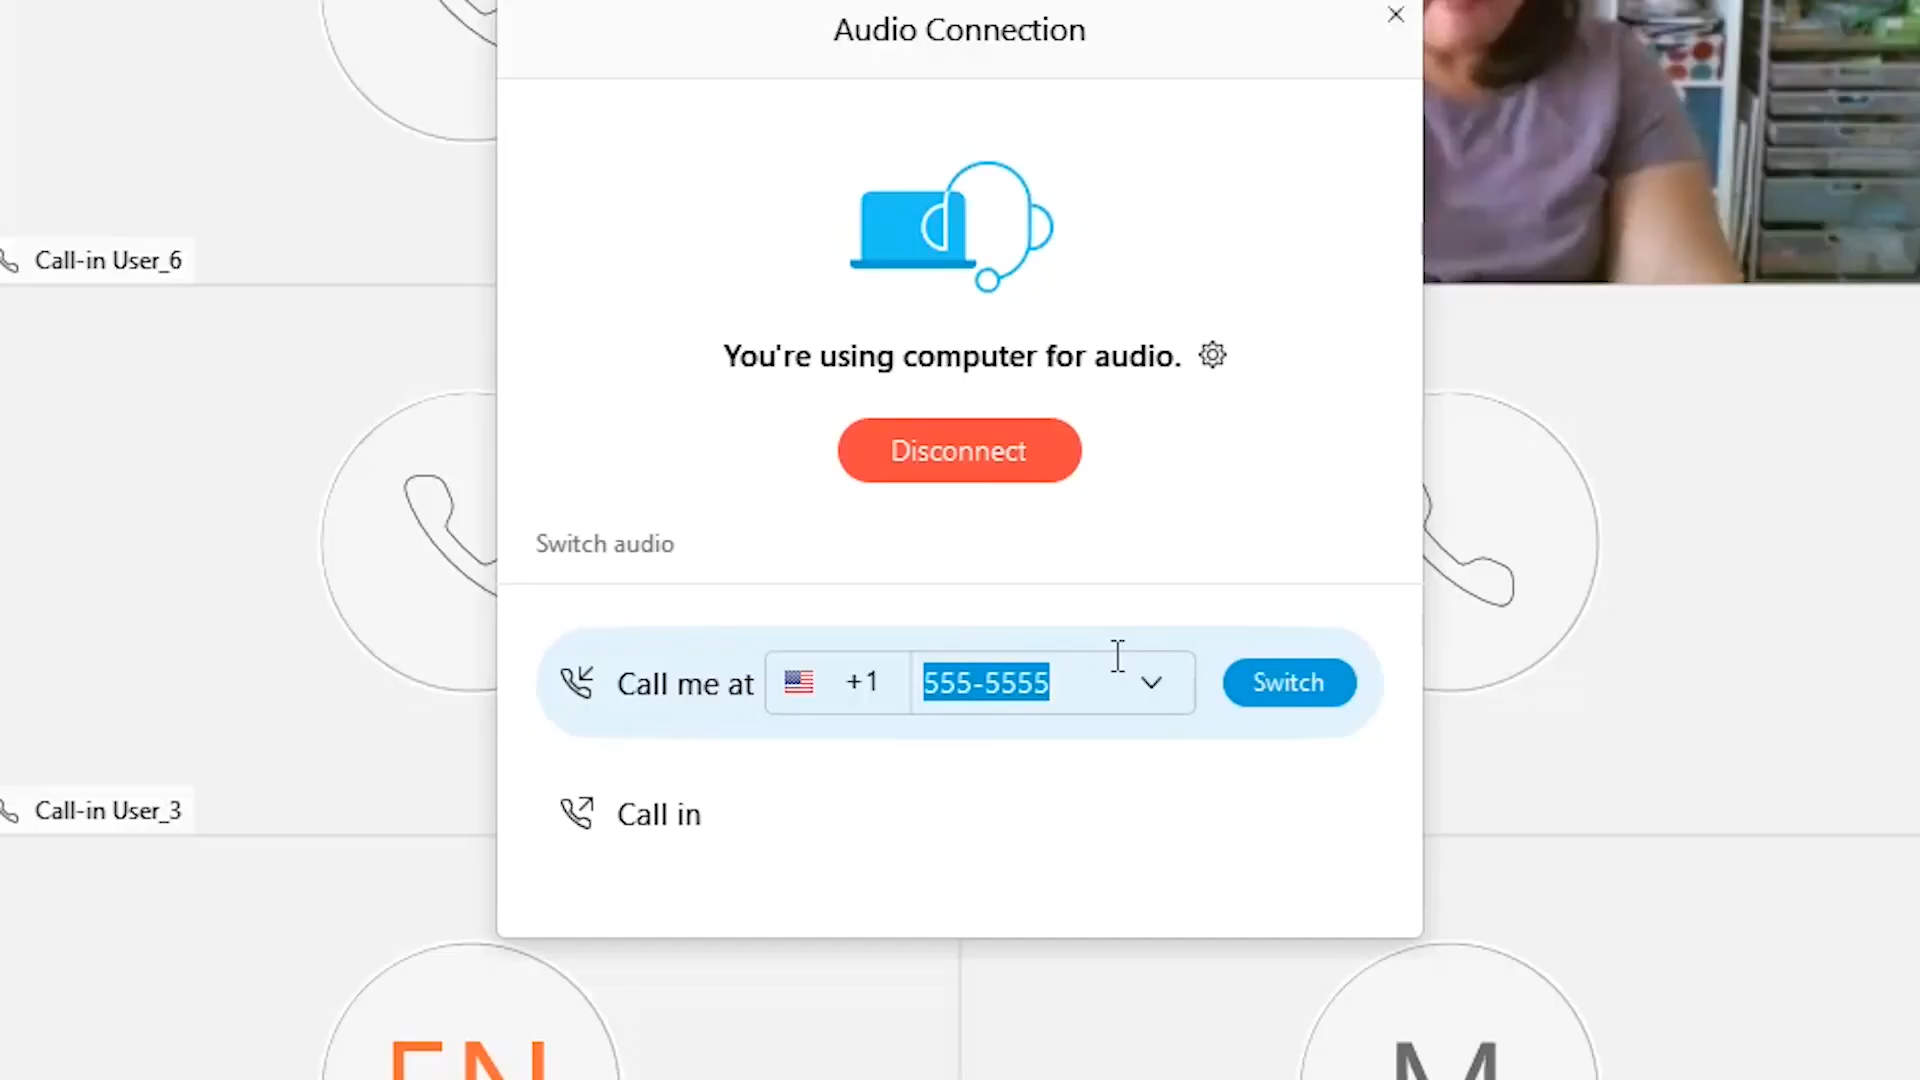 Audio Connection
Call-in User_6
You're using computer for audio.
Disconnect
Switch audio
Call me at +1 555-5555 Switch
Call-in User_3
Call in
EN
M